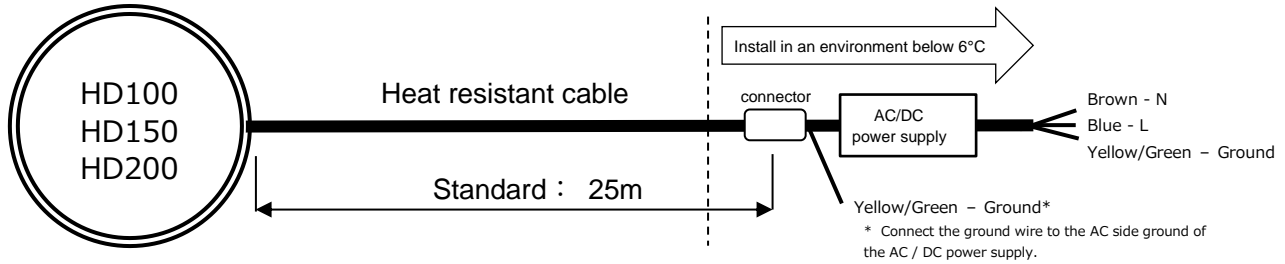 HD100
HD150
HD200
Heat resistant cable
Standard： 25m
Install in an environment below 6°C
connector
AC/DC
power supply
Brown - N
Blue - L
Yellow/Green – Ground
Yellow/Green – Ground*
* Connect the ground wire to the AC side ground of
the AC / DC power supply.